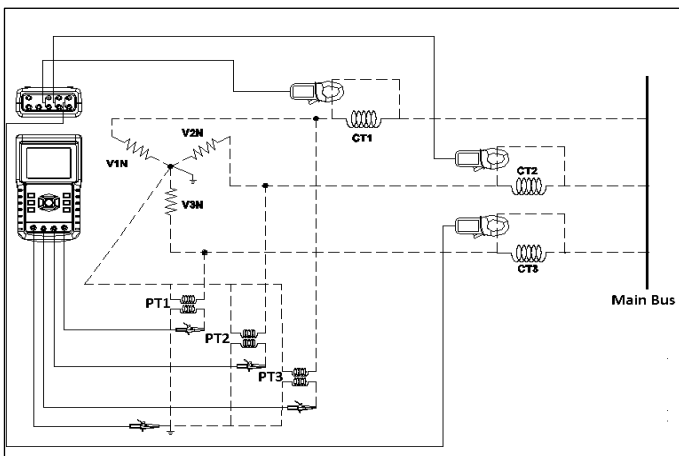 V2N
V1N
V3N
CT1
CT2
CT3
Main Bus
PT1
PT2
PT3